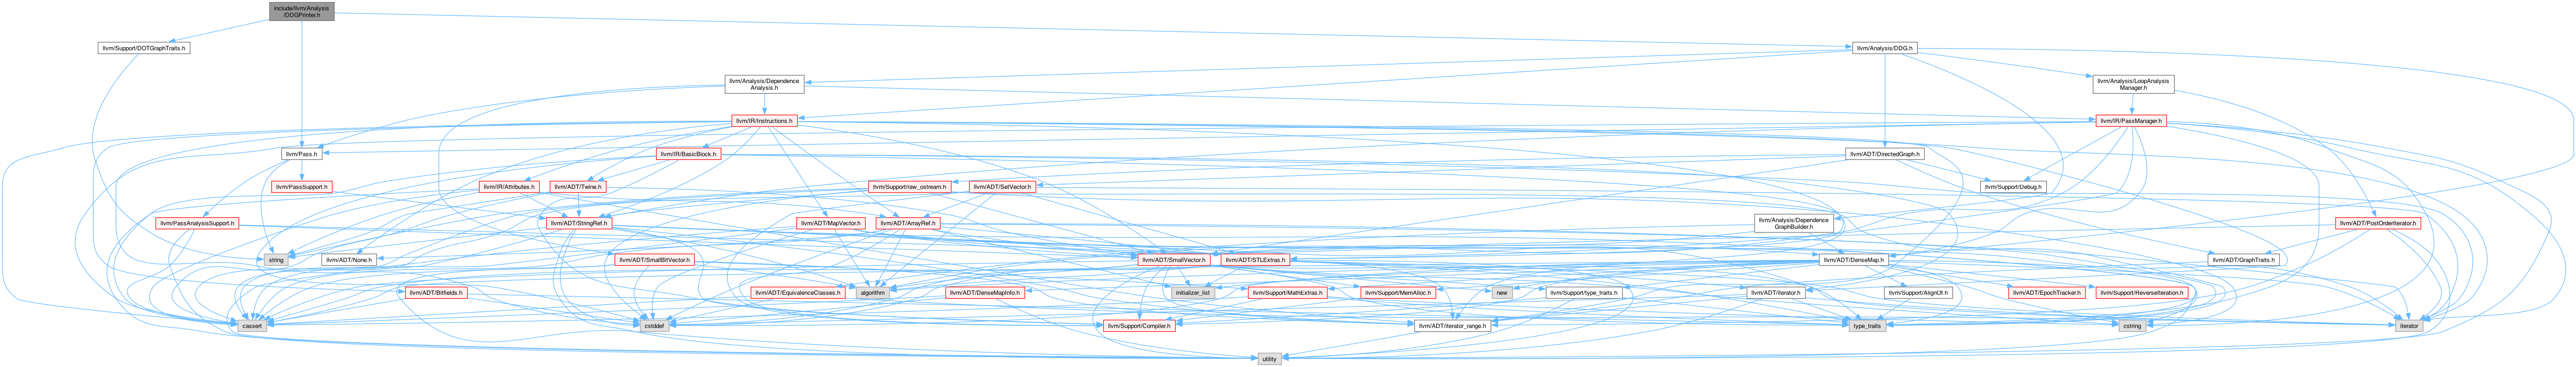 include/llvm/Analysis
/DDGPrinter.h
llvm/Support/DOTGraphTraits.h
llvm/Analysis/DDG.h
llvm/Analysis/Dependence
Analysis.h
llvm/Analysis/LoopAnalysis
Manager.h
llvm/IR/Instructions.h
llvm/IR/PassManager.h
llvm/Pass.h
llvm/IR/BasicBlock.h
llvm/ADT/DirectedGraph.h
llvm/PassSupport.h
llvm/IR/Attributes.h
llvm/ADT/Twine.h
llvm/Support/raw_ostream.h
llvm/ADT/SetVector.h
llvm/Support/Debug.h
llvm/PassAnalysisSupport.h
llvm/ADT/StringRef.h
llvm/ADT/MapVector.h
llvm/ADT/ArrayRef.h
llvm/Analysis/Dependence
GraphBuilder.h
llvm/ADT/PostOrderIterator.h
string
llvm/ADT/None.h
llvm/ADT/SmallBitVector.h
llvm/ADT/SmallVector.h
llvm/ADT/STLExtras.h
llvm/ADT/DenseMap.h
llvm/ADT/GraphTraits.h
llvm/ADT/Bitfields.h
llvm/ADT/EquivalenceClasses.h
algorithm
llvm/ADT/DenseMapInfo.h
initializer_list
llvm/Support/MathExtras.h
llvm/Support/MemAlloc.h
new
llvm/Support/type_traits.h
llvm/ADT/iterator.h
llvm/Support/AlignOf.h
llvm/ADT/EpochTracker.h
llvm/Support/ReverseIteration.h
cassert
cstddef
llvm/Support/Compiler.h
llvm/ADT/iterator_range.h
type_traits
cstring
iterator
utility